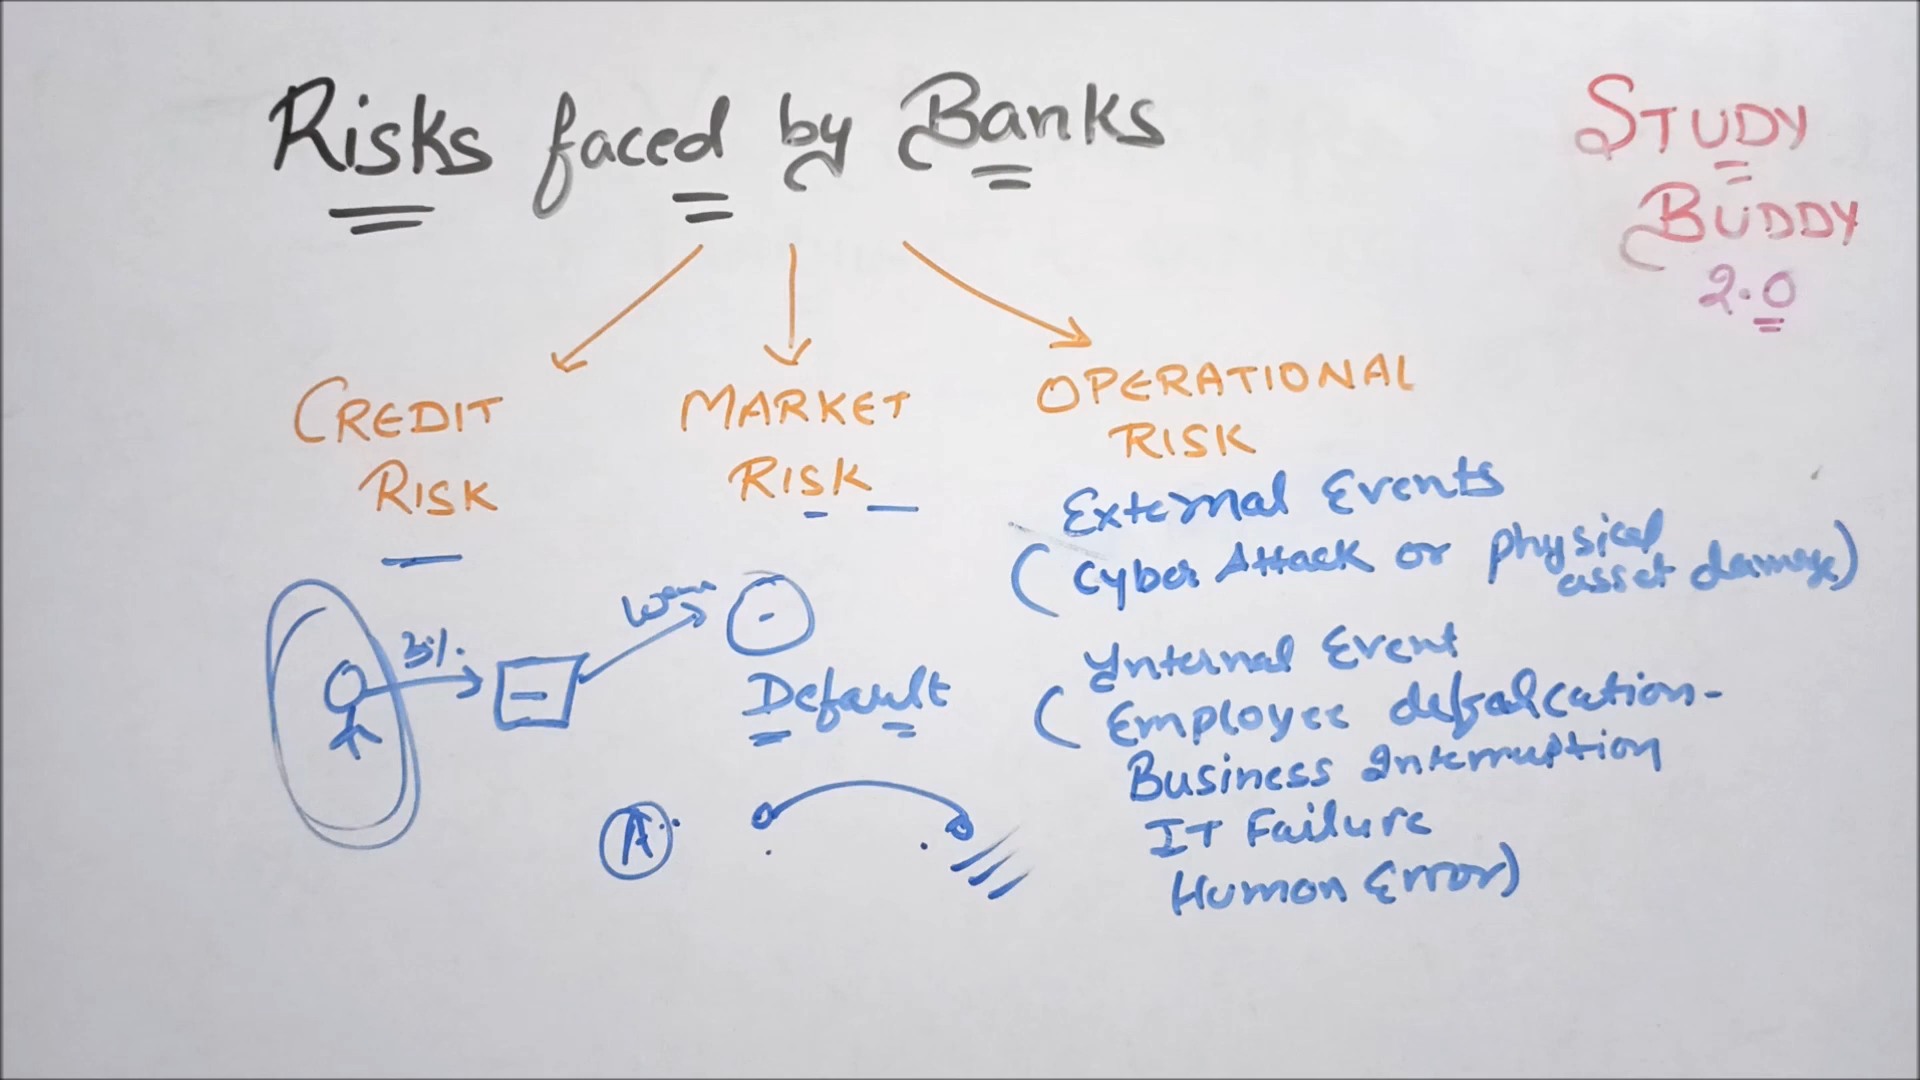 Risks faced by Banks
STUDY
BUDDY
2.0
CREDIT
RISK
MARKET
RISK
OPERATIONAL
RISK
External Events
(Cyber Attack or physical
asset damage)
Internal Event
(Employee defalcation-
Business Interruption
IT Failure
Human Error)
3%.
Default
A